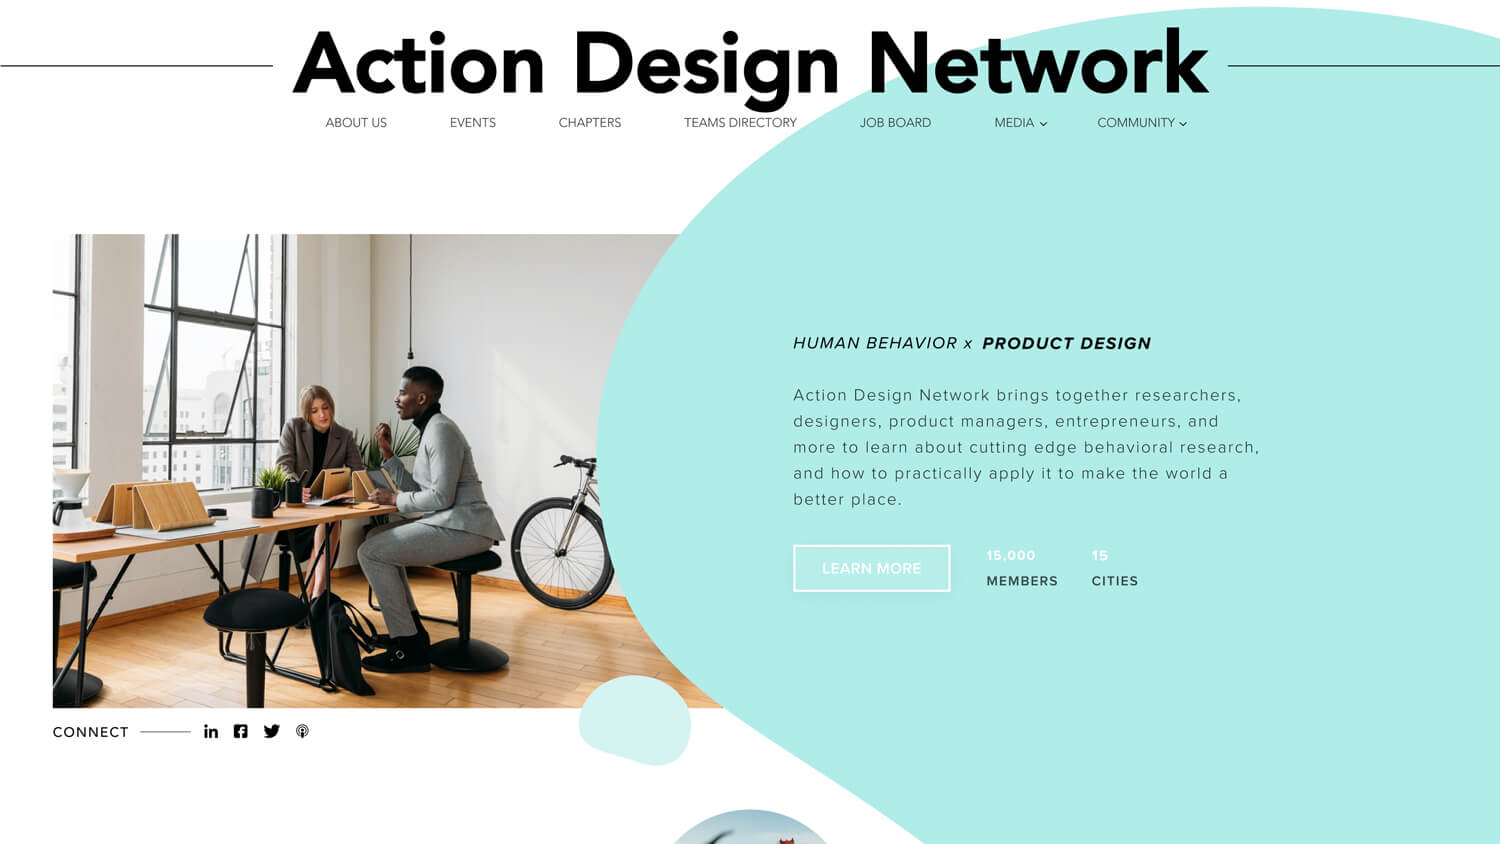 Action Design Network
ABOUT US
EVENTS
CHAPTERS
TEAMS DIRECTORY
JOB BOARD
MEDIA
COMMUNITY
HUMAN BEHAVIOR x PRODUCT DESIGN
Action Design Network brings together researchers,
designers, product managers, entrepreneurs, and
more to learn about cutting edge behavioral research,
and how to practically apply it to make the world a
better place.
LEARN MORE
15,000
MEMBERS
15
CITIES
CONNECT